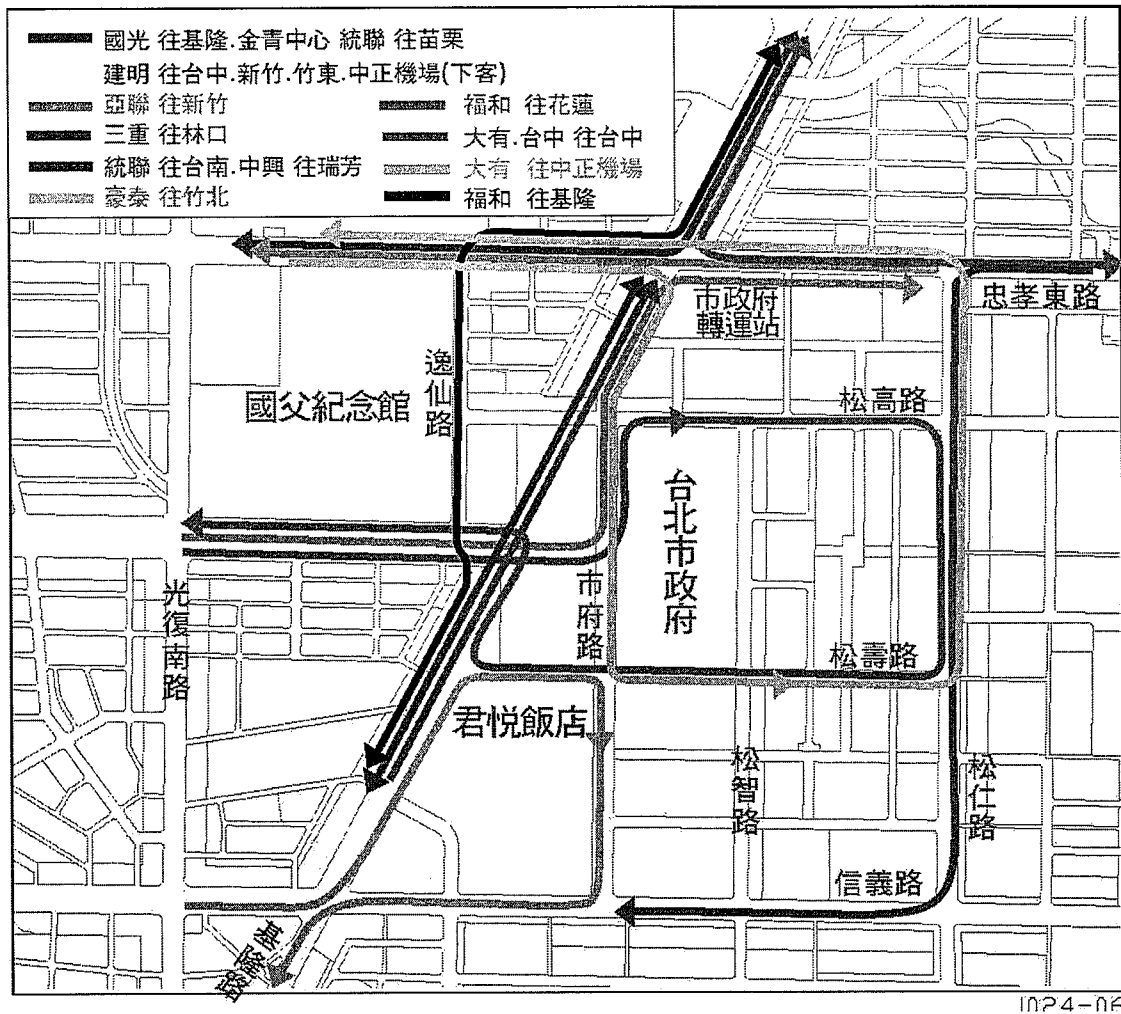 國光 往基隆.金青中心 統聯 往苗栗
建明 往台中.新竹.竹東.中正機場(下客)
亞聯 往新竹
福和 往花蓮
三重 往林口
大有.台中 往台中
統聯 往台南.中興 往瑞芳
大有 往中正機場
豪泰 往竹北
福和 往基隆
忠孝東路
市政府
轉運站
逸仙路
國父紀念館
松高路
台北市政府
光復南路
市府路
松壽路
君悅飯店
松智路
松仁路
信義路
基隆路
1024-06